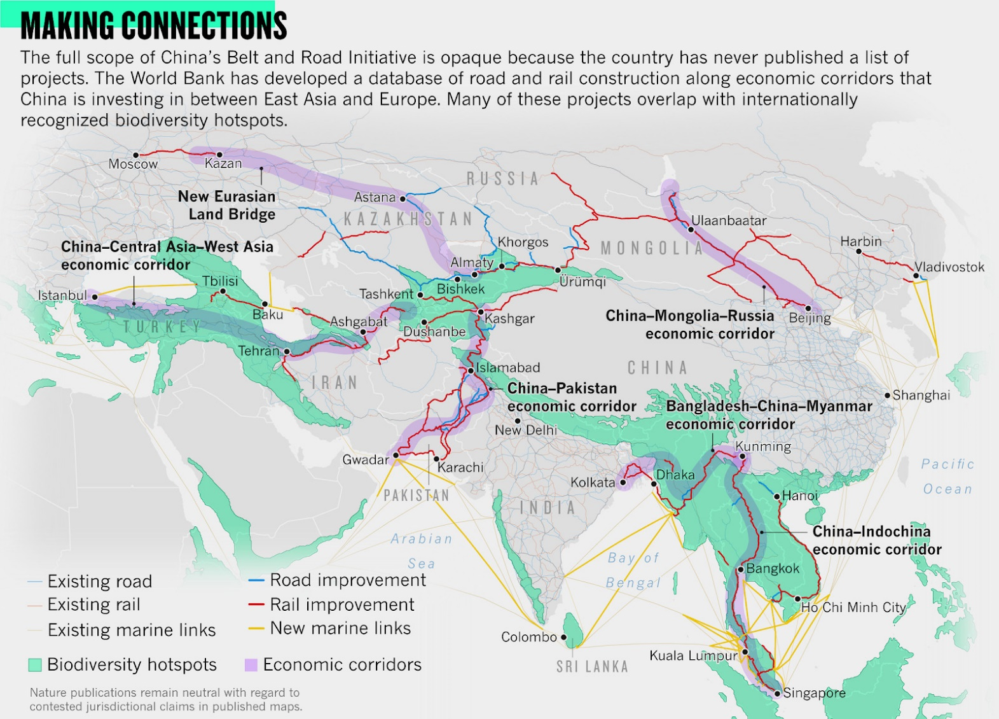 MAKING CONNECTIONS
The full scope of China's Belt and Road Initiative is opaque because the country has never published a list of
projects. The World Bank has developed a database of road and rail construction along economic corridors that
China is investing in between East Asia and Europe. Many of these projects overlap with internationally
recognized biodiversity hotspots.
Moscow
Kazan
RUSSIA
New Eurasian
Land Bridge
Astana
KAZAKHSTAN
Ulaanbaatar
MONGOLIA
Khorgos
Harbin
China–Central Asia–West Asia
economic corridor
Almaty
Vladivostok
Tbilisi
Ürümqi
Istanbul
Bishkek
Tashkent
Baku
Kashgar
China–Mongolia–Russia
economic corridor
Beijing
TURKEY
Ashgabat
Dushanbe
Tehran
Islamabad
CHINA
IRAN
China–Pakistan
economic corridor
Shanghai
Bangladesh–China–Myanmar
economic corridor
New Delhi
Kunming
Gwadar
Karachi
Pacific
Ocean
Kolkata
Dhaka
PAKISTAN
Hanoi
INDIA
Arabian
Sea
China–Indochina
economic corridor
Bay of
Bengal
Bangkok
Ho Chi Minh City
Colombo
Kuala Lumpur
SRI LANKA
Singapore
Existing road
Road improvement
Existing rail
Rail improvement
Existing marine links
New marine links
Biodiversity hotspots
Economic corridors
Nature publications remain neutral with regard to
contested jurisdictional claims in published maps.